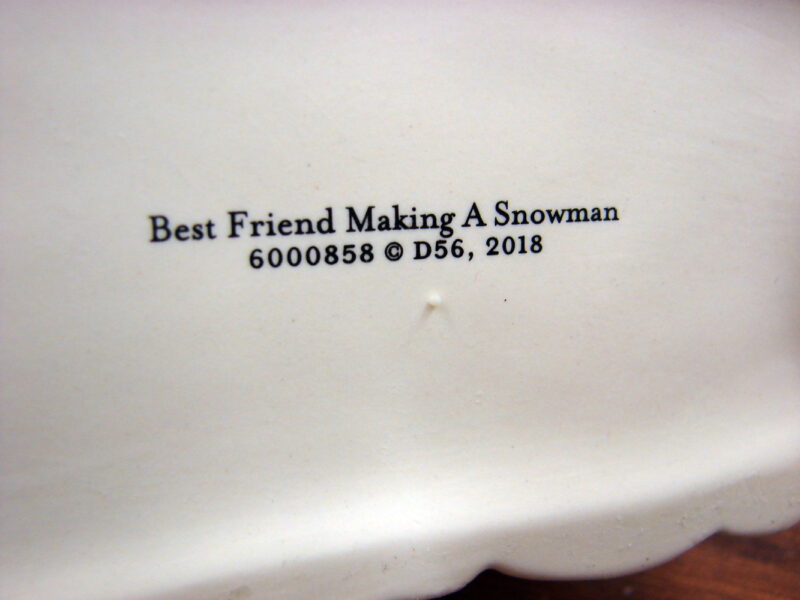 Best Friend Making A Snowman
6000858 © D56, 2018